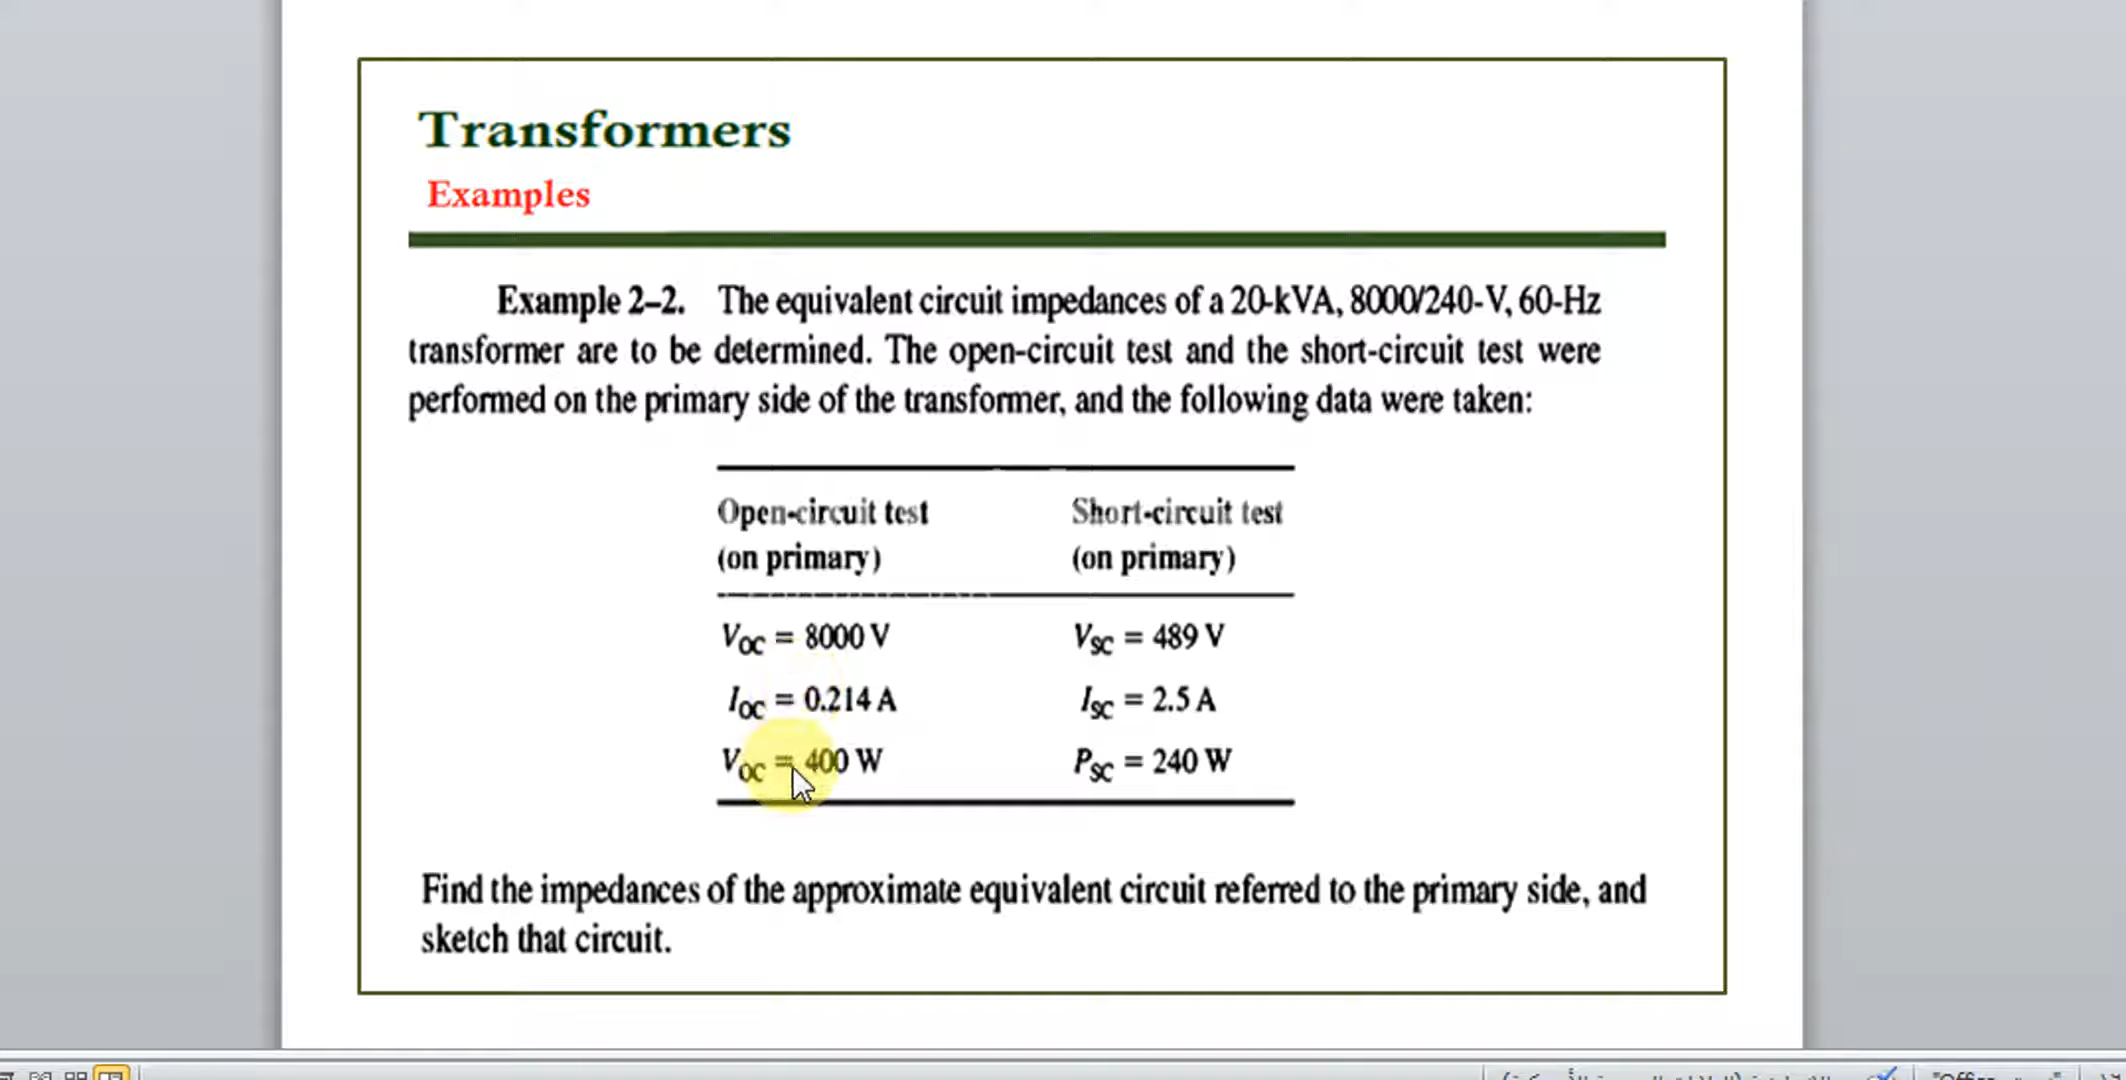 Transformers
Examples
Example 2–2. The equivalent circuit impedances of a 20-kVA, 8000/240-V, 60-Hz
transformer are to be determined. The open-circuit test and the short-circuit test were
performed on the primary side of the transformer, and the following data were taken:
Open-circuit test Short-circuit test
(on primary) (on primary)
VOC = 8000 V VSC = 489 V
IOC = 0.214 A ISC = 2.5 A
VOC = 400 W PSC = 240 W
Find the impedances of the approximate equivalent circuit referred to the primary side, and
sketch that circuit.